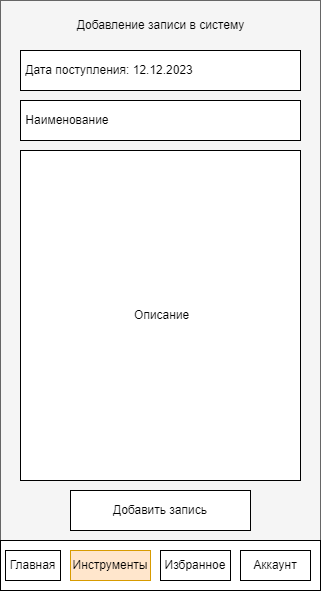 Добавление записи в систему
Дата поступления: 12.12.2023
Наименование
Описание
Добавить запись
Главная
Инструменты
Избранное
Аккаунт